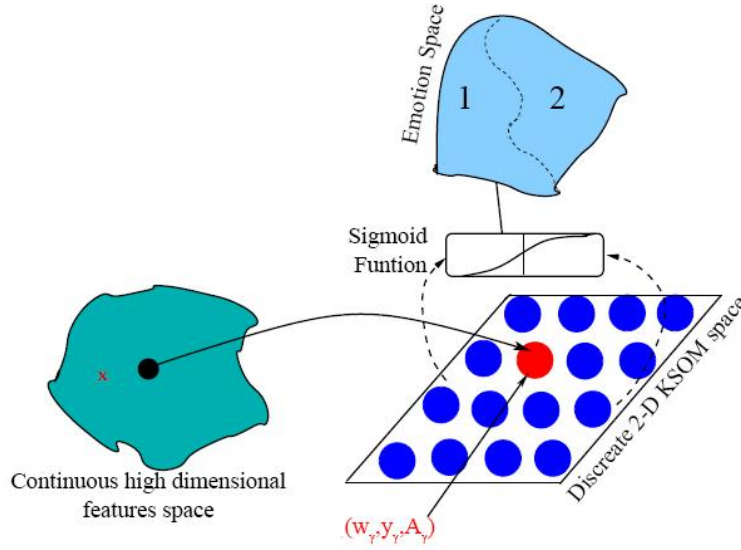 Emotion Space
1
2
Sigmoid
Funtion
Discreate 2-D KSOM space
x
Continuous high dimensional
features space
(wγ,yγ,Aγ)